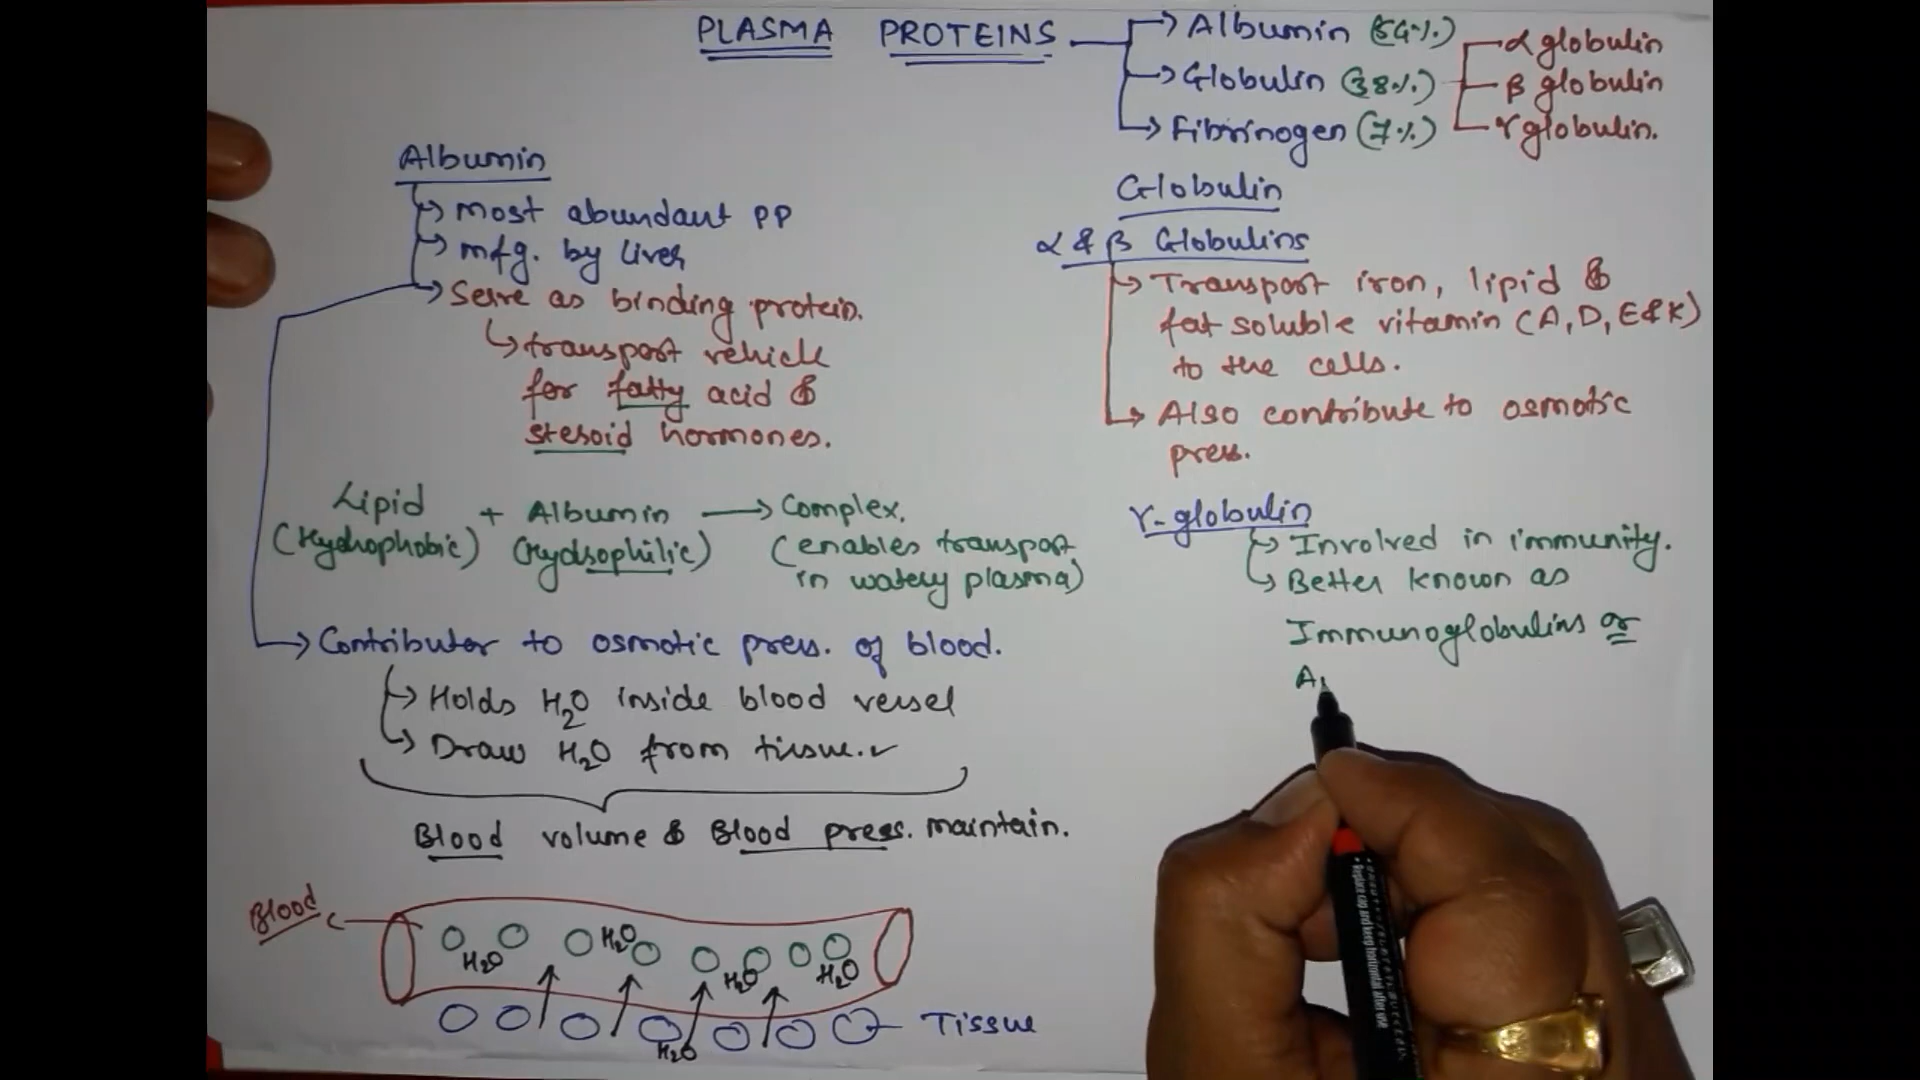 PLASMA PROTEINS
Albumin (54%)
Globulin (38%)
Fibrinogen (7%)
α globulin
β globulin
γ globulin.
Albumin
most abundant PP
mfg. by liver
Serve as binding protein.
transport vehicle
for fatty acid &
steroid hormones.
Lipid + Albumin → Complex.
(Hydrophobic) (Hydrophilic) (enables transport
in watery plasma)
Contributor to osmotic press. of blood.
Holds H₂O inside blood vessel
Draw H₂O from tissue.
Blood volume & Blood press. maintain.
Blood
H₂O H₂O H₂O H₂O
H₂O
Tissue
Globulin
α & β Globulins
Transport iron, lipid &
fat soluble vitamin (A, D, E & K)
to the cells.
Also contribute to osmotic
press.
γ-globulin
Involved in immunity.
Better known as
Immunoglobulins or
A